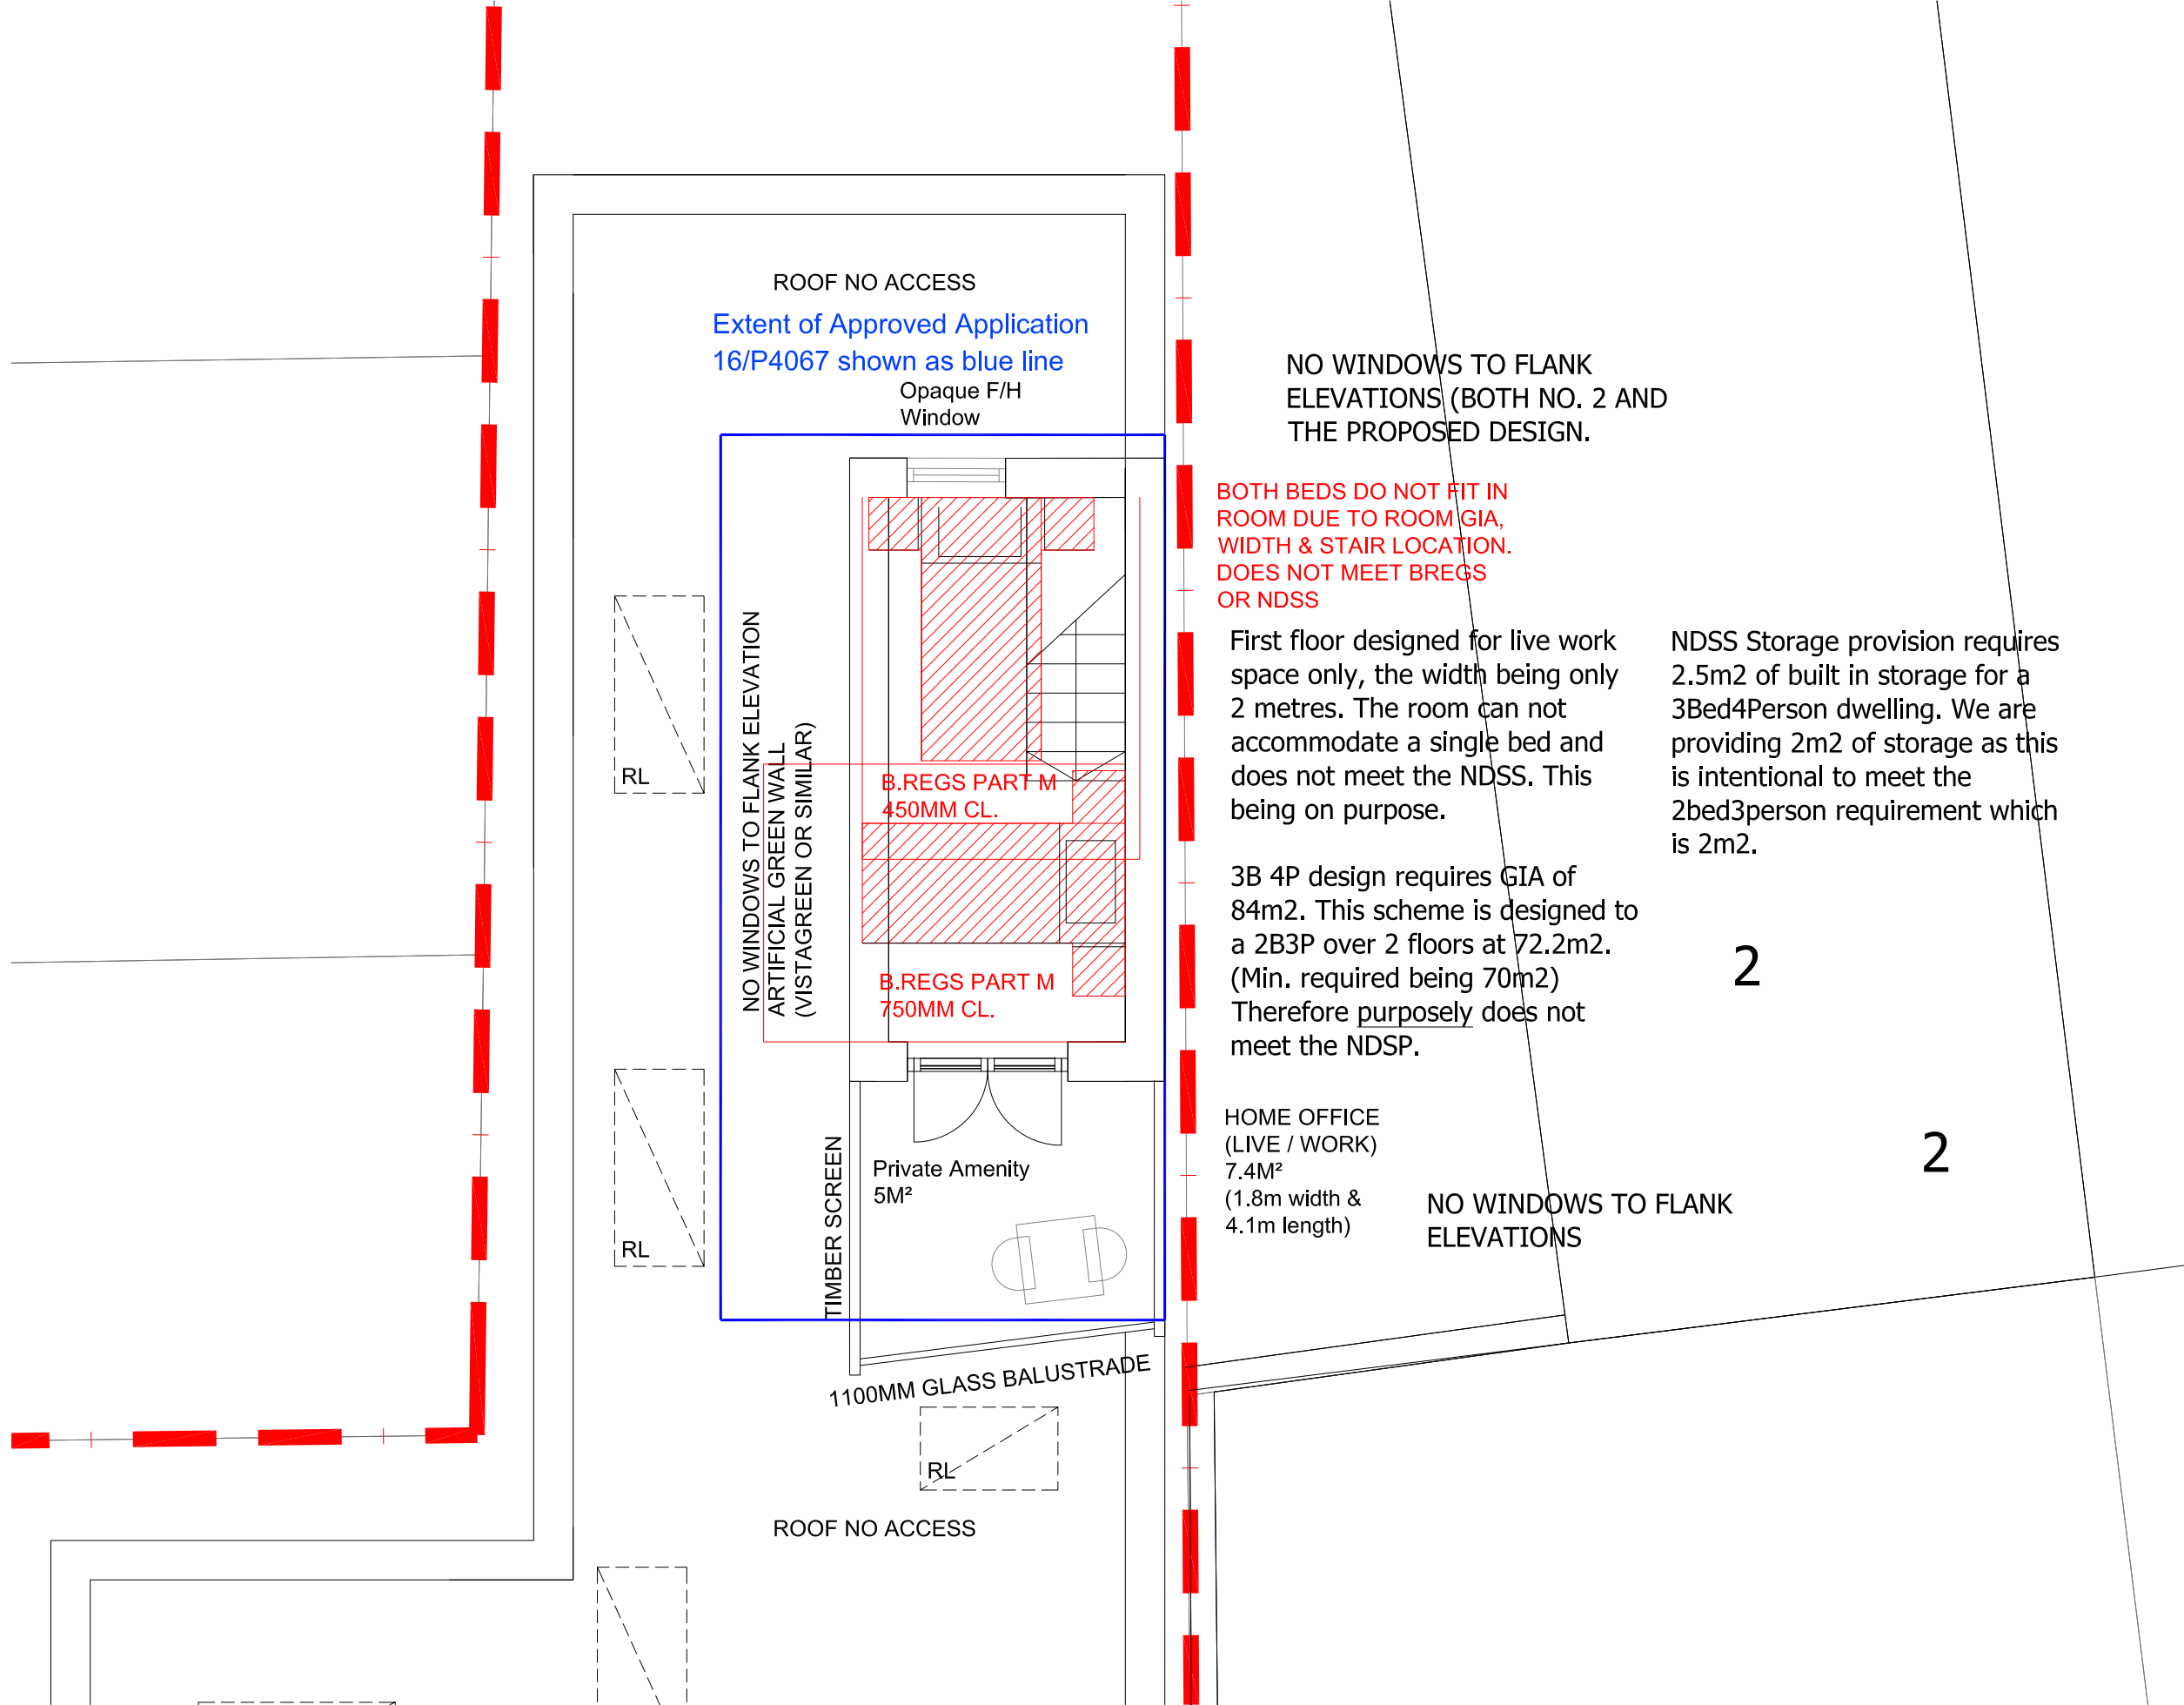 ROOF NO ACCESS
Extent of Approved Application
16/P4067 shown as blue line
Opaque F/H
Window
NO WINDOWS TO FLANK
ELEVATIONS (BOTH NO. 2 AND
THE PROPOSED DESIGN.
BOTH BEDS DO NOT FIT IN
ROOM DUE TO ROOM GIA,
WIDTH & STAIR LOCATION.
DOES NOT MEET BREGS
OR NDSS
First floor designed for live work
space only, the width being only
2 metres. The room can not
accommodate a single bed and
does not meet the NDSS. This
being on purpose.
3B 4P design requires GIA of
84m2. This scheme is designed to
a 2B3P over 2 floors at 72.2m2.
(Min. required being 70m2)
Therefore purposely does not
meet the NDSP.
NDSS Storage provision requires
2.5m2 of built in storage for a
3Bed4Person dwelling. We are
providing 2m2 of storage as this
is intentional to meet the
2bed3person requirement which
is 2m2.
2
2
RL
NO WINDOWS TO FLANK ELEVATION
ARTIFICIAL GREEN WALL
(VISTAGREEN OR SIMILAR)
B.REGS PART M
450MM CL.
B.REGS PART M
750MM CL.
HOME OFFICE
(LIVE / WORK)
7.4M²
(1.8m width &
4.1m length)
NO WINDOWS TO FLANK
ELEVATIONS
RL
TIMBER SCREEN
Private Amenity
5M²
1100MM GLASS BALUSTRADE
RL
ROOF NO ACCESS